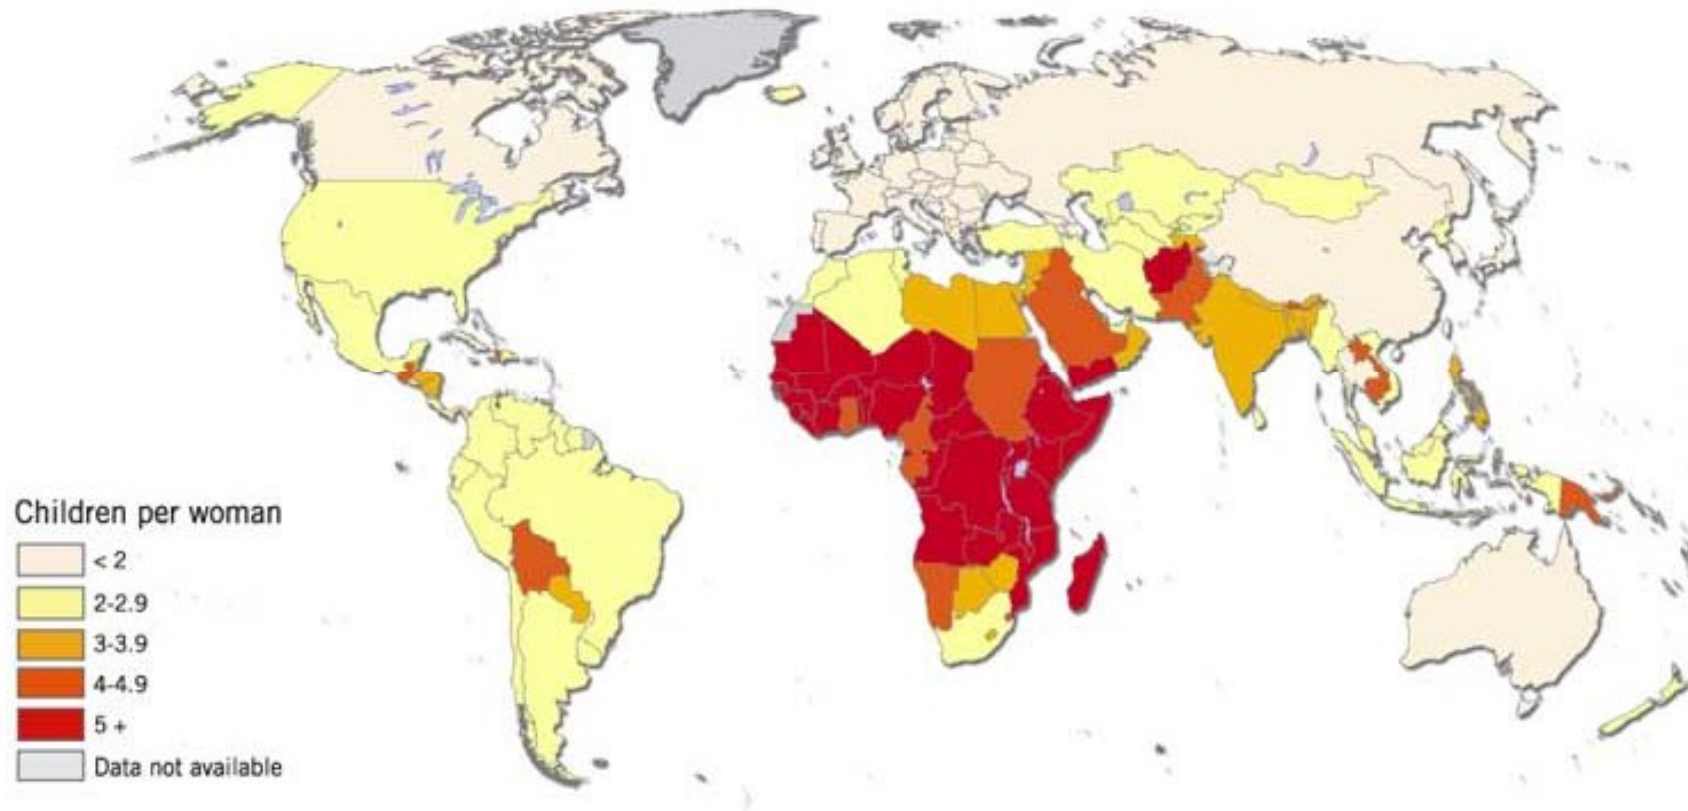 Children per woman
< 2
2-2.9
3-3.9
4-4.9
5 +
Data not available